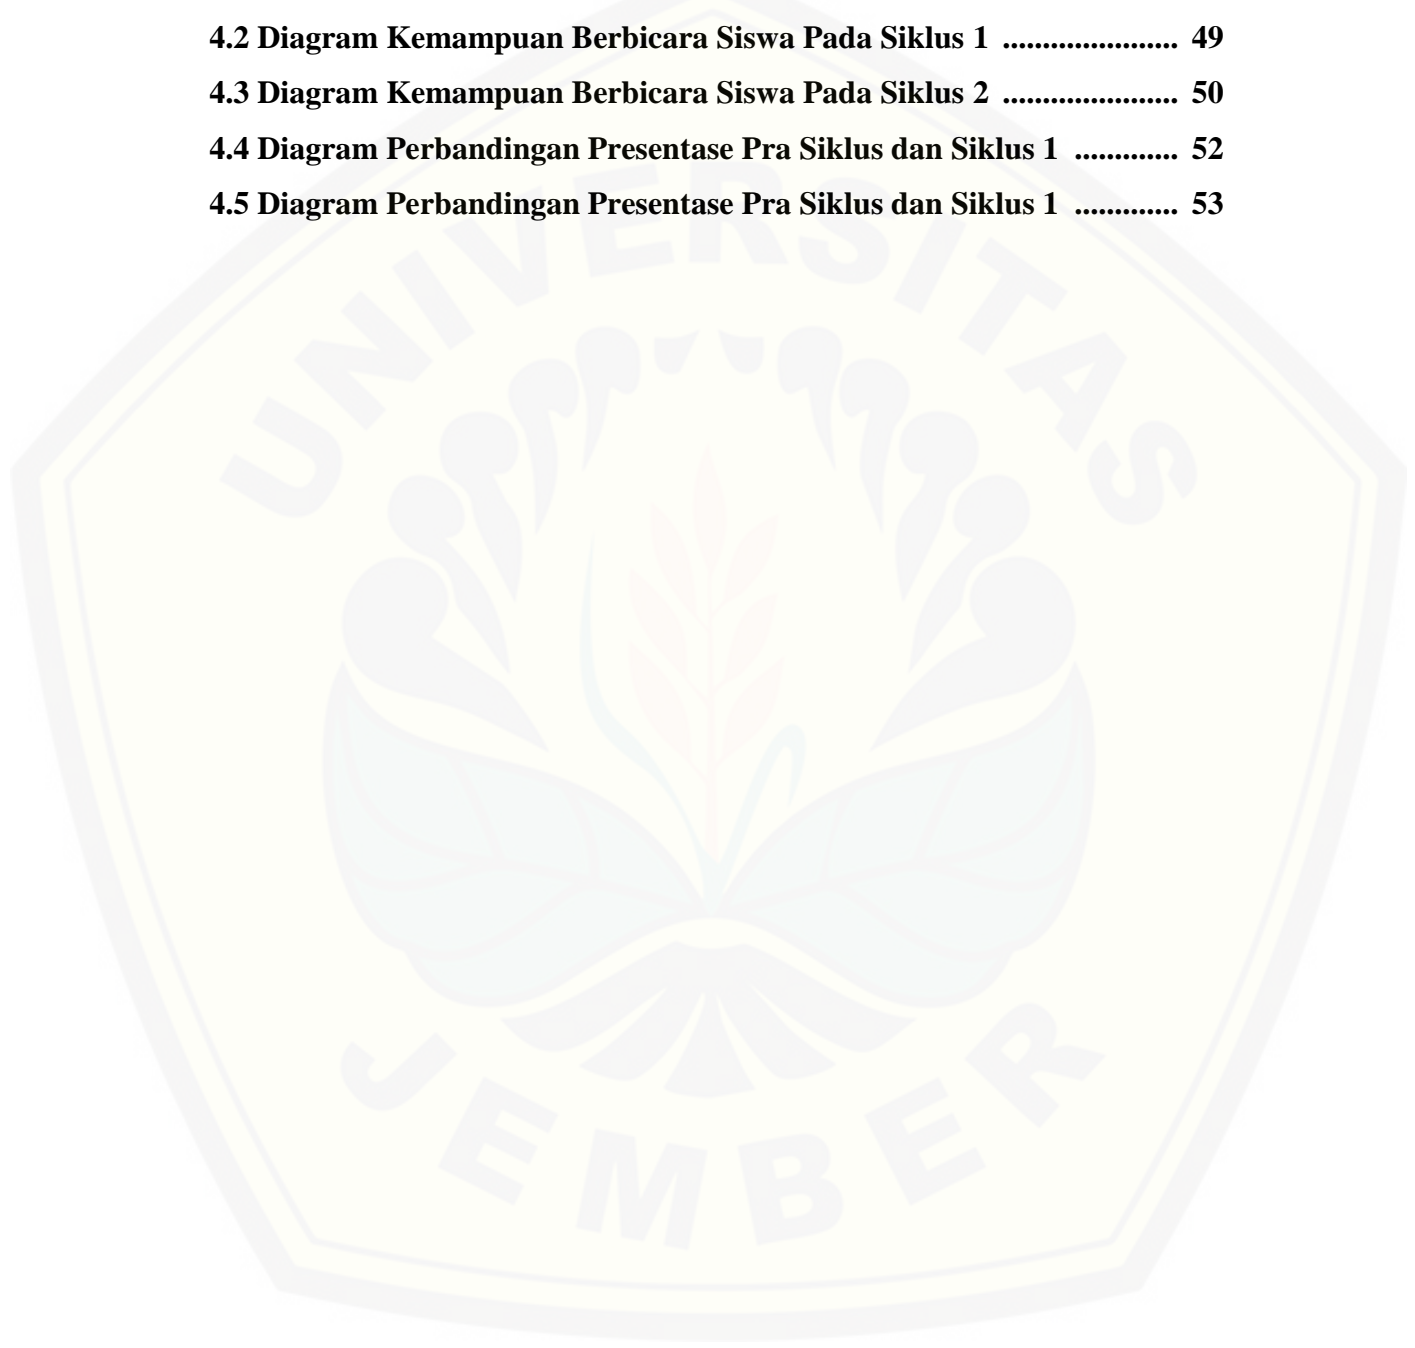 4.2 Diagram Kemampuan Berbicara Siswa Pada Siklus 1 ...................... 49
4.3 Diagram Kemampuan Berbicara Siswa Pada Siklus 2 ...................... 50
4.4 Diagram Perbandingan Presentase Pra Siklus dan Siklus 1 ............. 52
4.5 Diagram Perbandingan Presentase Pra Siklus dan Siklus 1 ............. 53
UNIVERSITAS
JEMBER